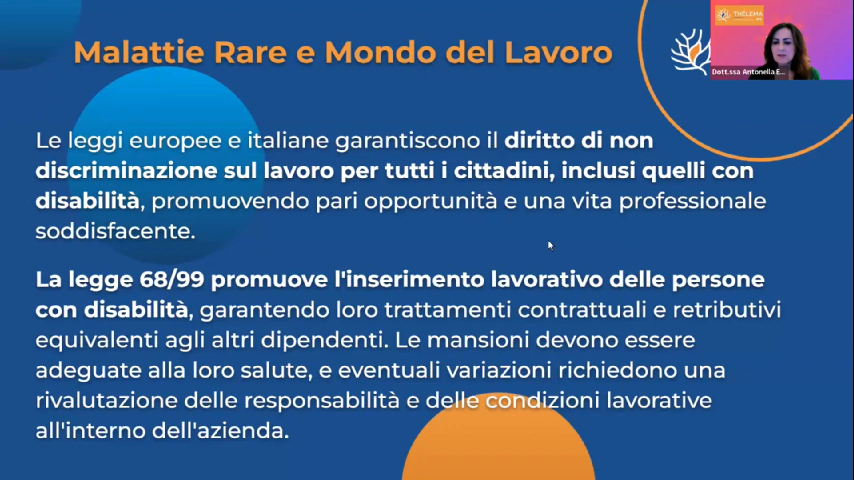 Malattie Rare e Mondo del Lavoro
THÈLEMA
Dott.ssa Antonella E...
Le leggi europee e italiane garantiscono il diritto di non
discriminazione sul lavoro per tutti i cittadini, inclusi quelli con
disabilità, promuovendo pari opportunità e una vita professionale
soddisfacente.
La legge 68/99 promuove l'inserimento lavorativo delle persone
con disabilità, garantendo loro trattamenti contrattuali e retributivi
equivalenti agli altri dipendenti. Le mansioni devono essere
adeguate alla loro salute, e eventuali variazioni richiedono una
rivalutazione delle responsabilità e delle condizioni lavorative
all'interno dell'azienda.